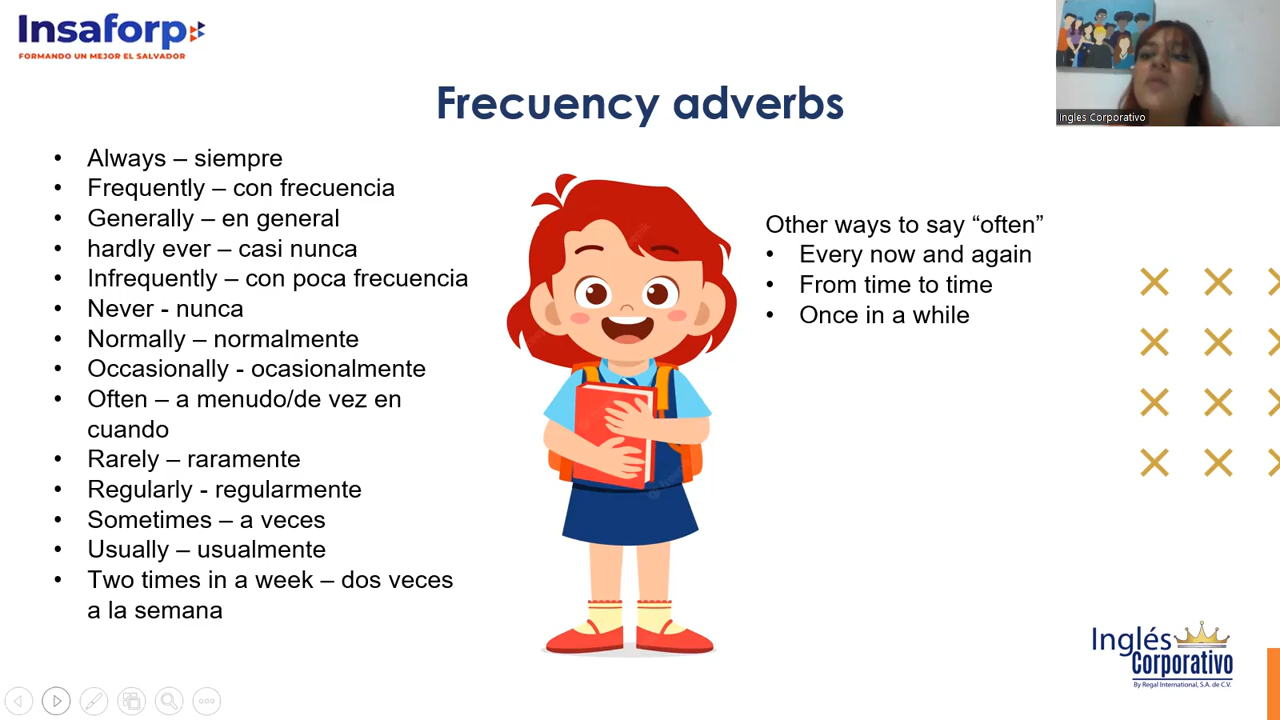 Insaforp
FORMANDO UN MEJOR EL SALVADOR
Ingles Corporativo
Frecuency adverbs
• Always – siempre
• Frequently – con frecuencia
• Generally – en general
• hardly ever – casi nunca
• Infrequently – con poca frecuencia
• Never - nunca
• Normally – normalmente
• Occasionally - ocasionalmente
• Often – a menudo/de vez en
cuando
• Rarely – raramente
• Regularly - regularmente
• Sometimes – a veces
• Usually – usualmente
• Two times in a week – dos veces
a la semana
Other ways to say “often”
• Every now and again
• From time to time
• Once in a while
Inglés
Corporativo
By Regal International, S.A. de C.V.